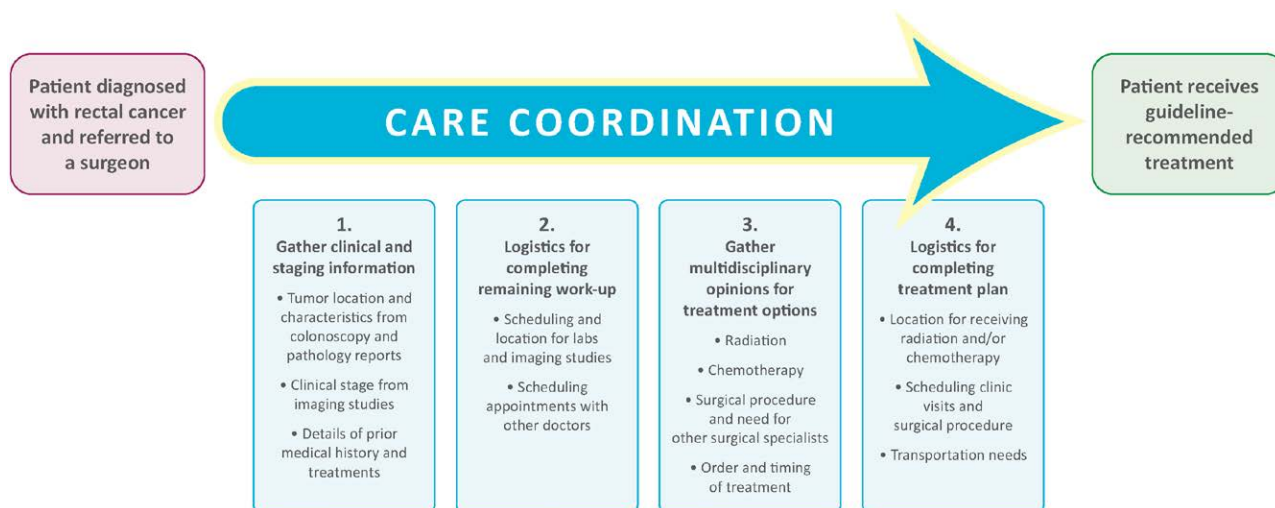 Patient diagnosed
with rectal cancer
and referred to
a surgeon
CARE COORDINATION
Patient receives
guideline-
recommended
treatment
1.
Gather clinical and
staging information
• Tumor location and
characteristics from
colonoscopy and
pathology reports
• Clinical stage from
imaging studies
• Details of prior
medical history and
treatments
2.
Logistics for
completing
remaining work-up
• Scheduling and
location for labs
and imaging studies
• Scheduling
appointments with
other doctors
3.
Gather
multidisciplinary
opinions for
treatment options
• Radiation
• Chemotherapy
• Surgical procedure
and need for
other surgical specialists
• Order and timing
of treatment
4.
Logistics for
completing
treatment plan
• Location for receiving
radiation and/or
chemotherapy
• Scheduling clinic
visits and
surgical procedure
• Transportation needs